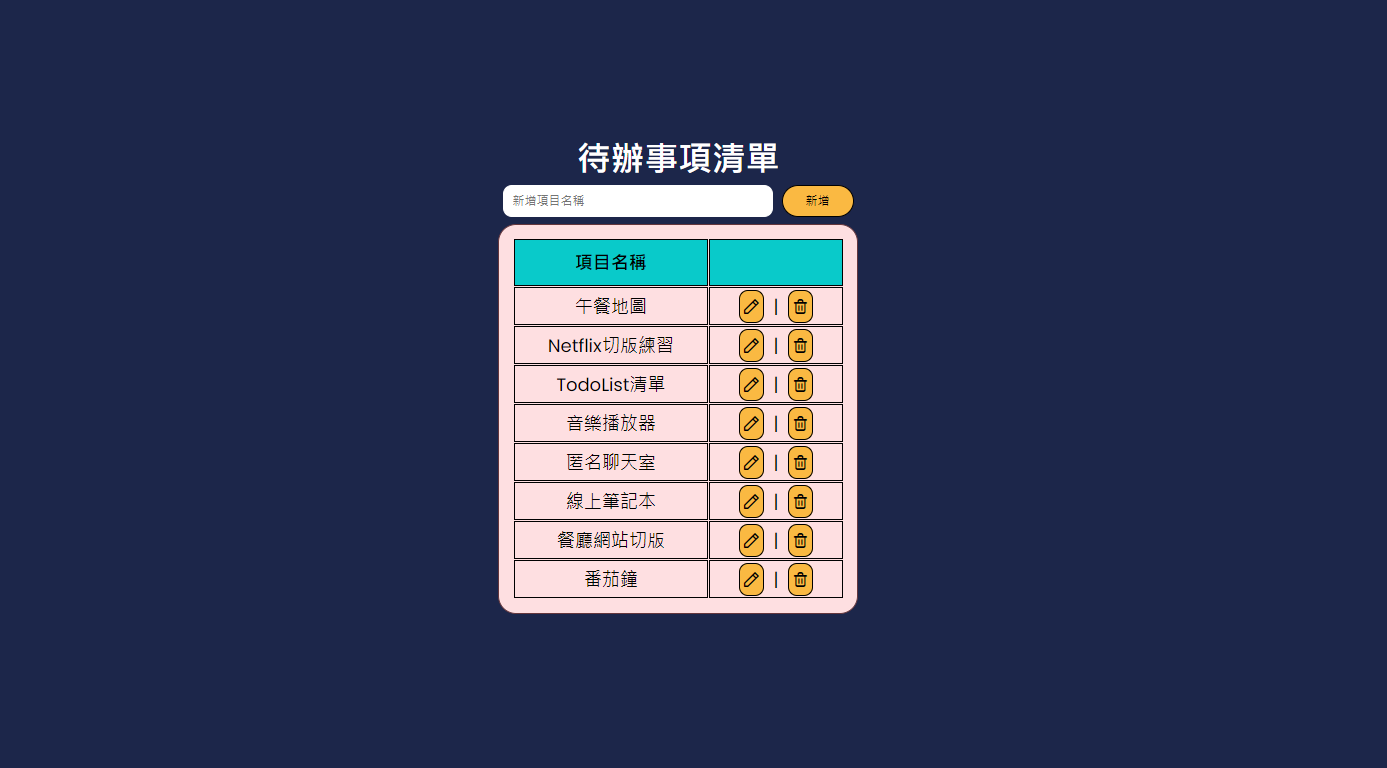 待辦事項清單
新增項目名稱
新增
項目名稱
午餐地圖 |
Netflix切版練習 |
TodoList清單 |
音樂播放器 |
匿名聊天室 |
線上筆記本 |
餐廳網站切版 |
番茄鐘 |